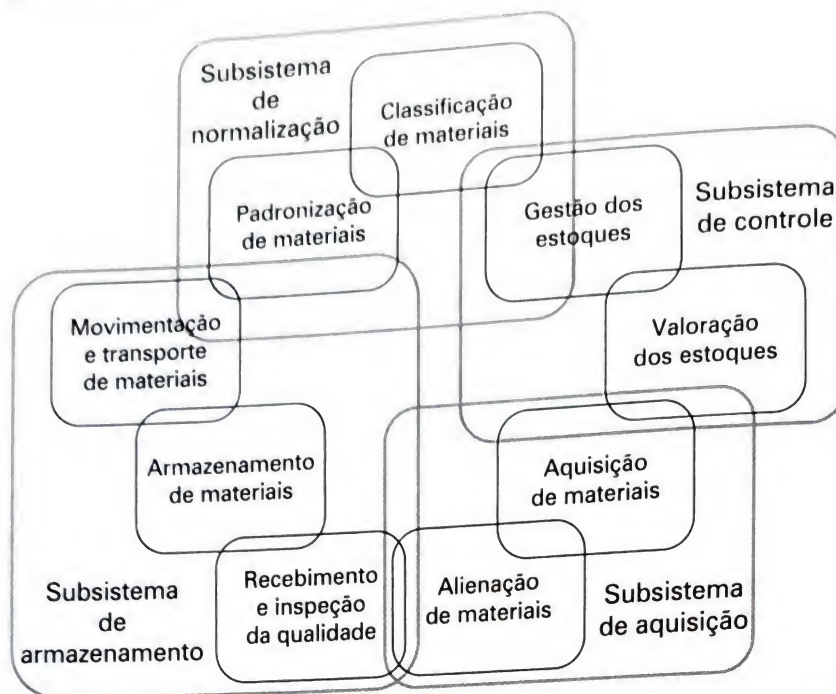 Subsistema
de
normalização
Classificação
de materiais
Padronização
de materiais
Gestão dos
estoques
Subsistema
de controle
Valoração
dos estoques
Movimentação
e transporte
de materiais
Armazenamento
de materiais
Aquisição
de materiais
Recebimento
e inspeção
da qualidade
Alienação
de materiais
Subsistema
de
armazenamento
Subsistema
de aquisição